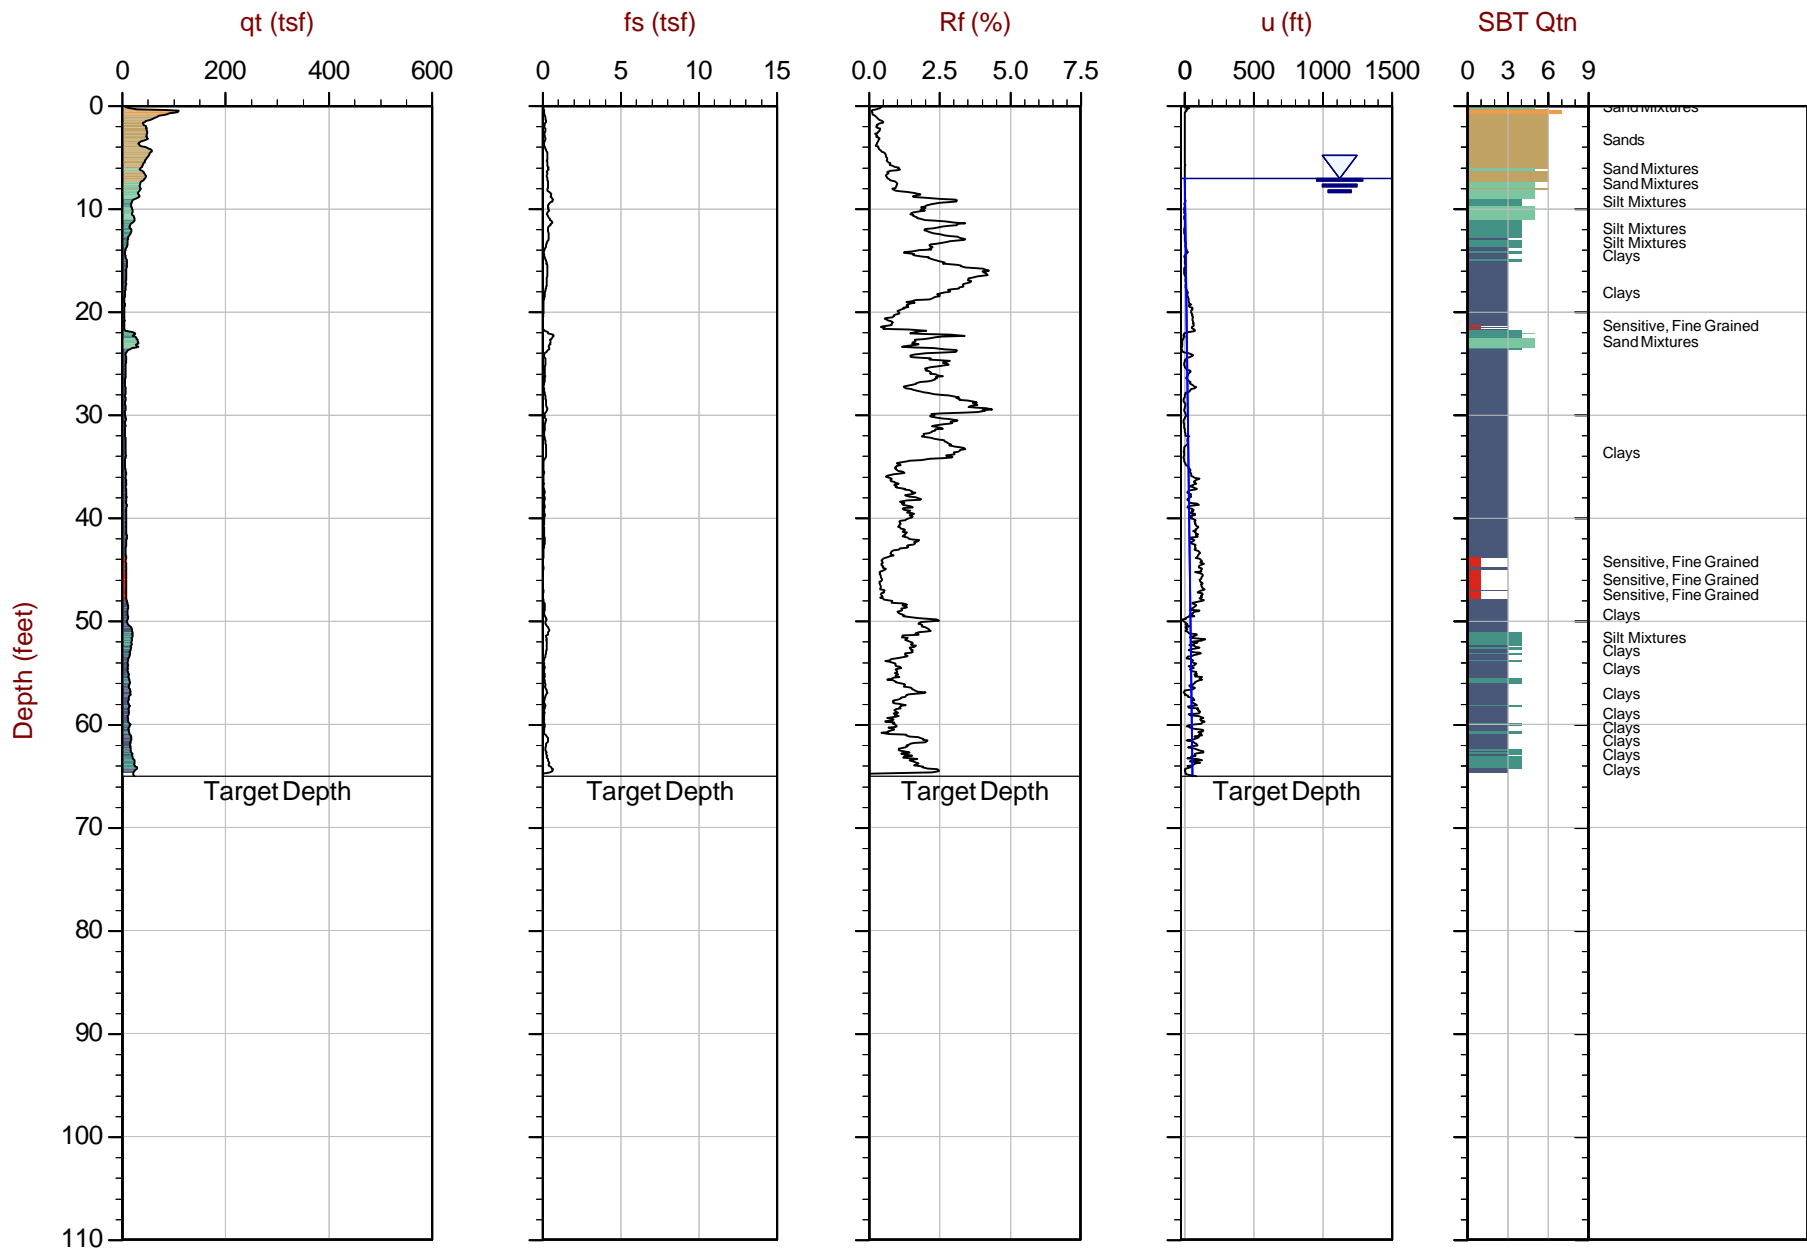 qt (tsf)
fs (tsf)
Rf (%)
u (ft)
SBT Qtn
0 200 400 600
0 5 10 15
0.0 2.5 5.0 7.5
0 500 1000 1500
0 3 6 9
Depth (feet)
0
10
20
30
40
50
60
70
80
90
100
110
Sand Mixtures
Sands
Sand Mixtures
Sand Mixtures
Silt Mixtures
Silt Mixtures
Silt Mixtures
Clays
Clays
Sensitive, Fine Grained
Sand Mixtures
Clays
Sensitive, Fine Grained
Sensitive, Fine Grained
Sensitive, Fine Grained
Clays
Silt Mixtures
Clays
Clays
Clays
Clays
Clays
Clays
Clays
Clays
Target Depth
Target Depth
Target Depth
Target Depth